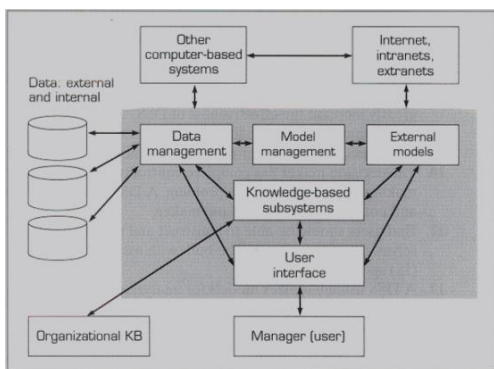 Other
computer-based
systems
Internet,
intranets,
extranets
Data: external
and internal
Data
management
Model
management
External
models
Knowledge-based
subsystems
User
interface
Organizational KB
Manager (user)